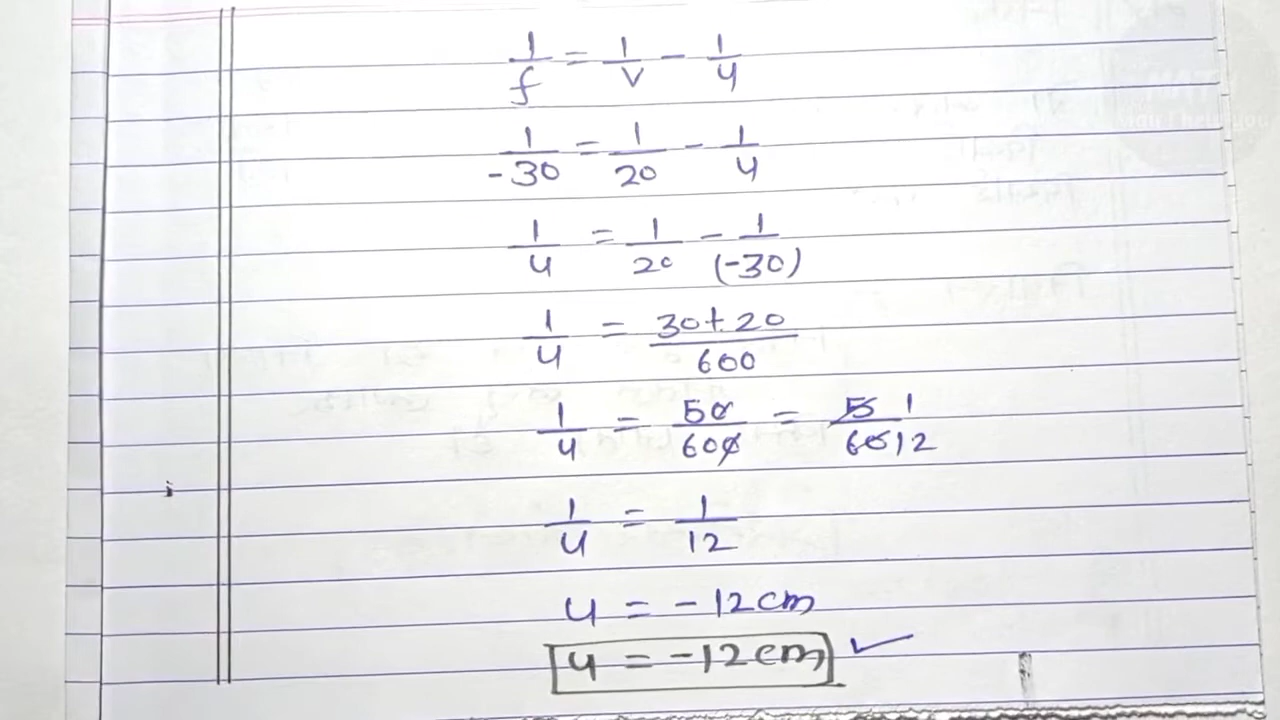 1/f = 1/v - 1/u
1/-30 = 1/20 - 1/u
1/u = 1/20 - 1/(-30)
1/u = 30+20/600
1/u = 50/600 = 5/60 1/12
1/u = 1/12
u = -12cm
u = -12cm ✓